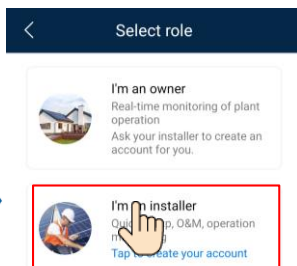 Select role
I'm an owner
Real-time monitoring of plant
operation
Ask your installer to create an
account for you.
I'm an installer
O&M, operation
Tap to create your account